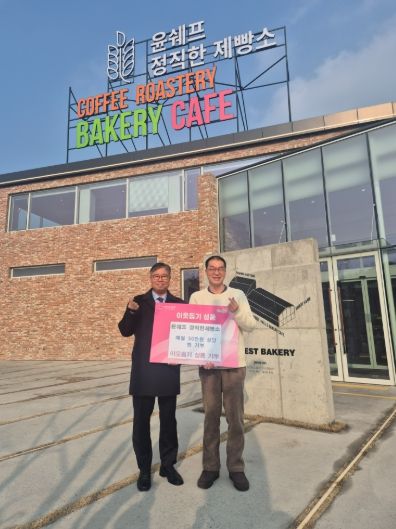 윤쉐프
정직한 제빵소
COFFEE ROASTERY
BAKERY CAFE
이웃돕기 성품
윤쉐프 정직한제빵소
매월 50만원 상당
빵 기부
이웃돕기 성품 기부
EST BAKERY